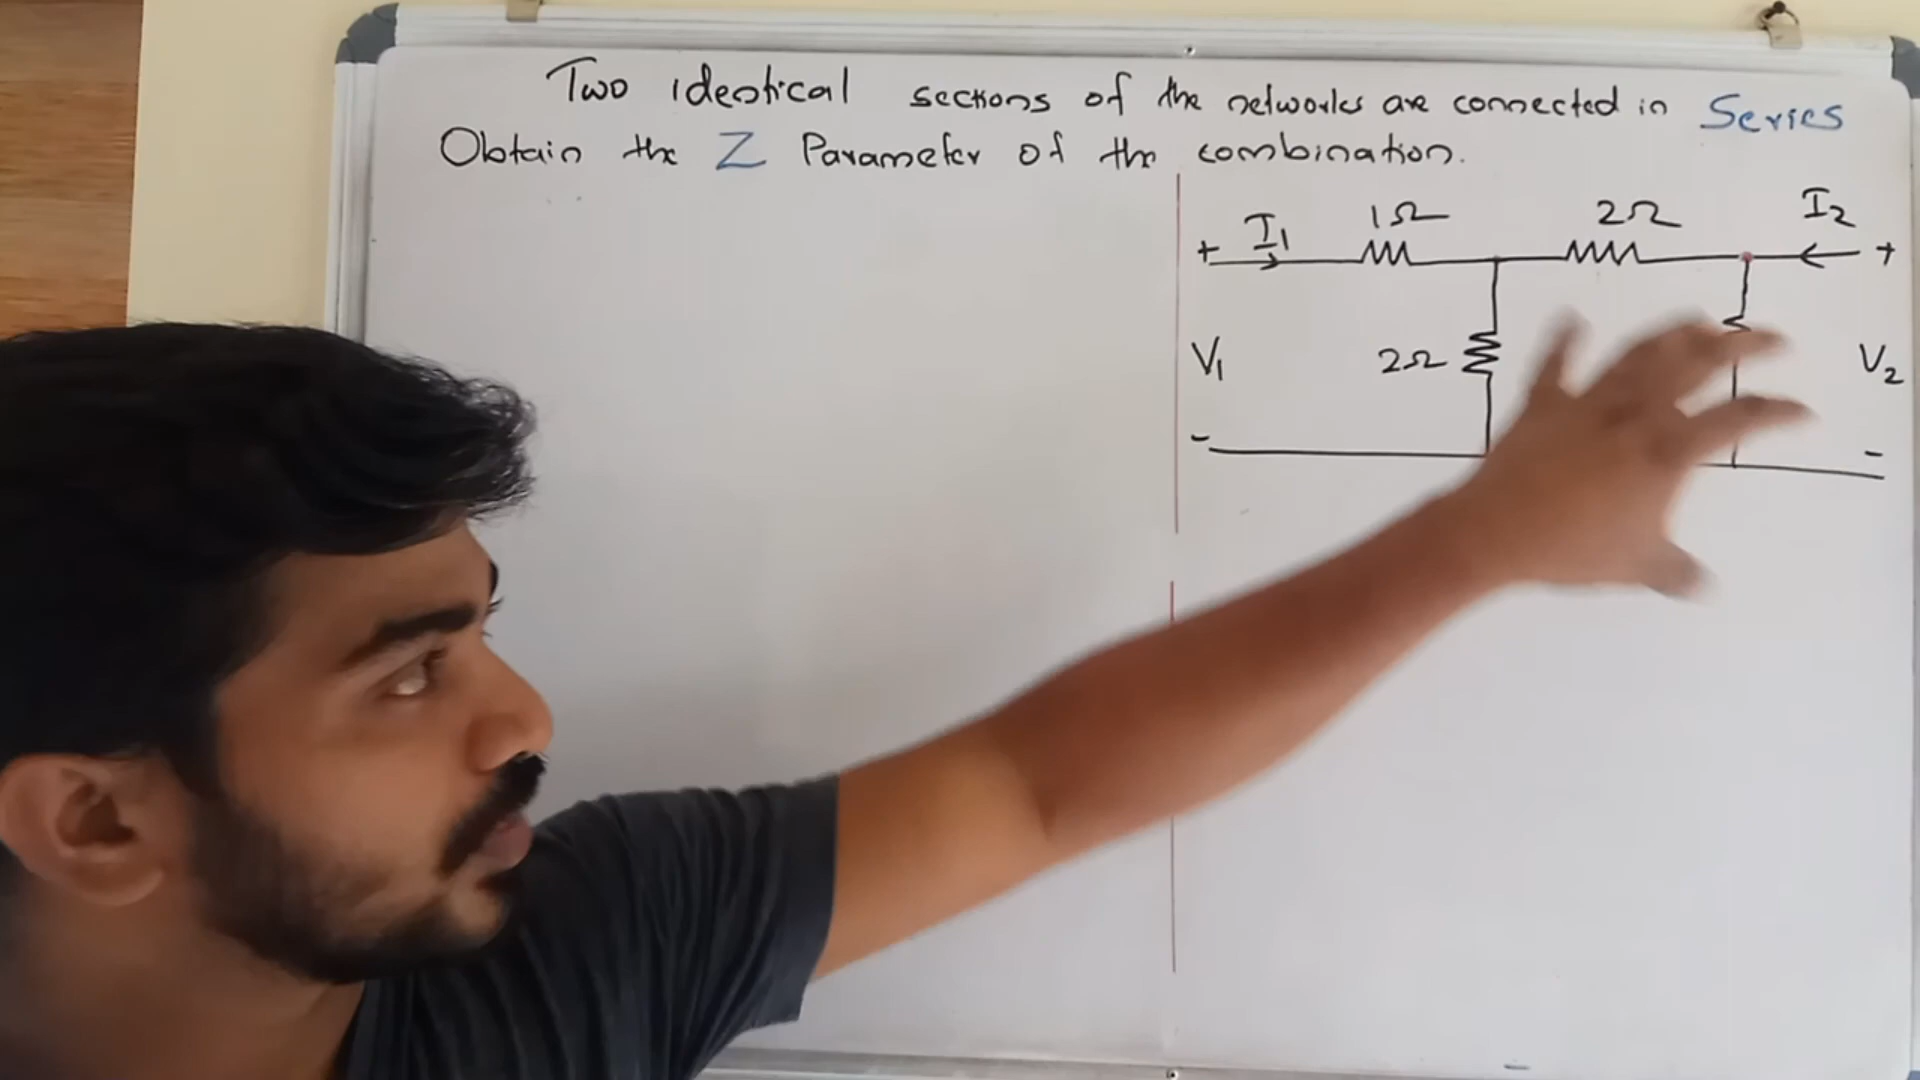 Two identical sections of the networks are connected in Series
Obtain the Z Parameter of the combination.
1Ω 2Ω I2
+ I1 +
V1 2Ω V2
- -